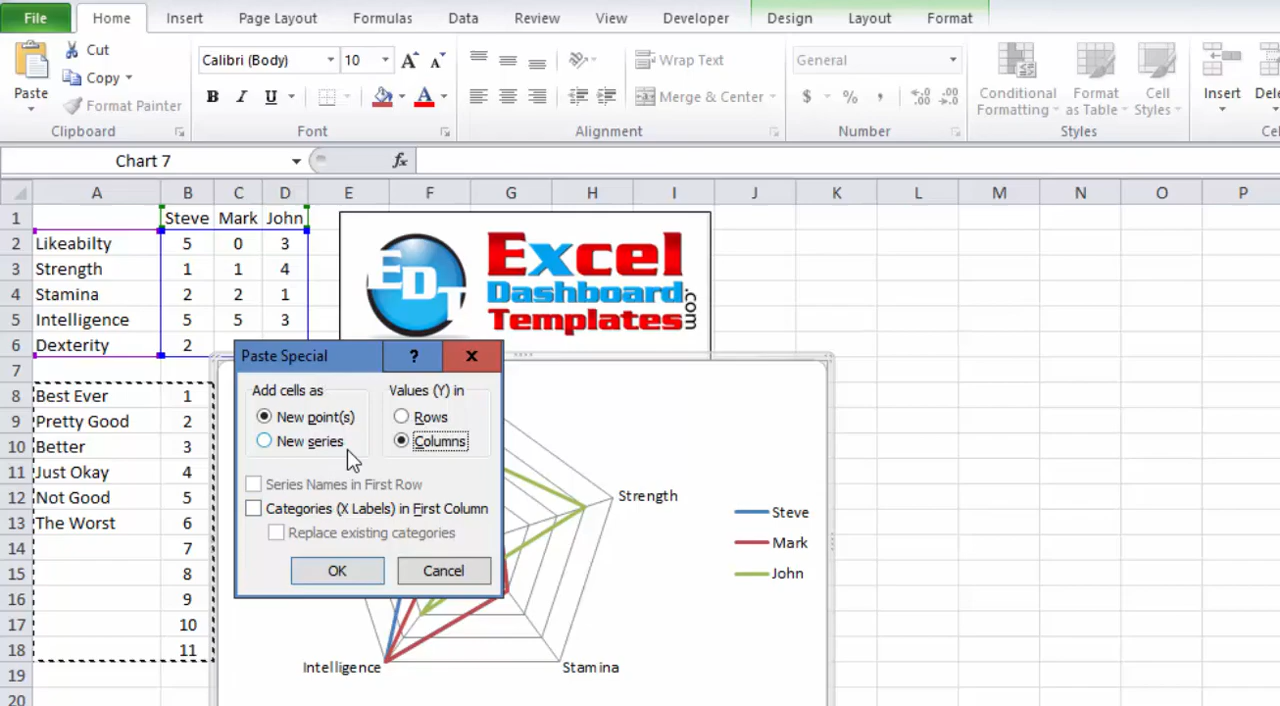 File Home Insert Page Layout Formulas Data Review View Developer Design Layout Format
Paste
Cut
Copy
Format Painter
Clipboard
Calibri (Body) 10 A A
B I U A
Font
Wrap Text
Merge & Center
Alignment
General
$ % , .00 .0
Number
Conditional Formatting
Format as Table
Cell Styles
Styles
Insert
Chart 7 fx
A B C D E F G H I J K L M N O P
1 Steve Mark John
2 Likeabilty 5 0 3
3 Strength 1 1 4
4 Stamina 2 2 1
5 Intelligence 5 5 3
6 Dexterity 2
7
8 Best Ever 1
9 Pretty Good 2
10 Better 3
11 Just Okay 4
12 Not Good 5
13 The Worst 6
14 7
15 8
16 9
17 10
18 11
19
20
EDT
Excel
Dashboard
Templates
.com
Paste Special ? X
Add cells as
New point(s)
New series
Values (Y) in
Rows
Columns
Series Names in First Row
Categories (X Labels) in First Column
Replace existing categories
OK Cancel
Strength
Stamina
Intelligence
Steve
Mark
John